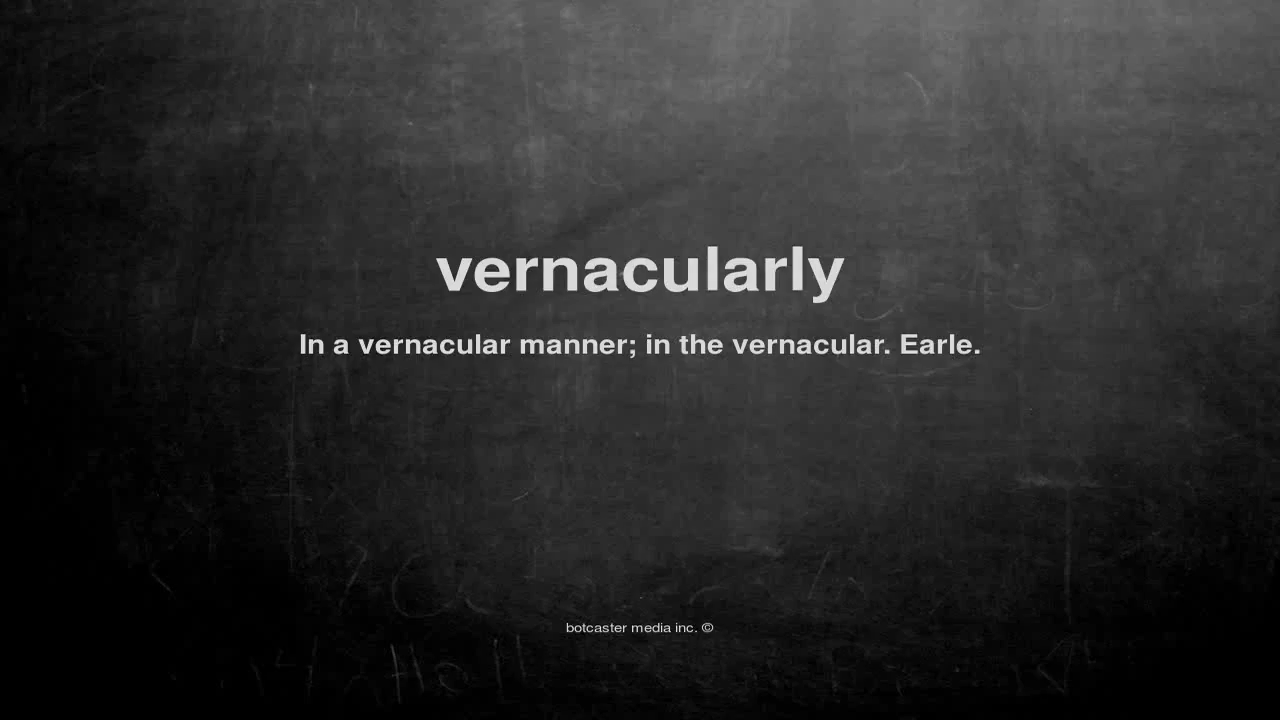 vernacularly
In a vernacular manner; in the vernacular. Earle.
botcaster media inc. ©